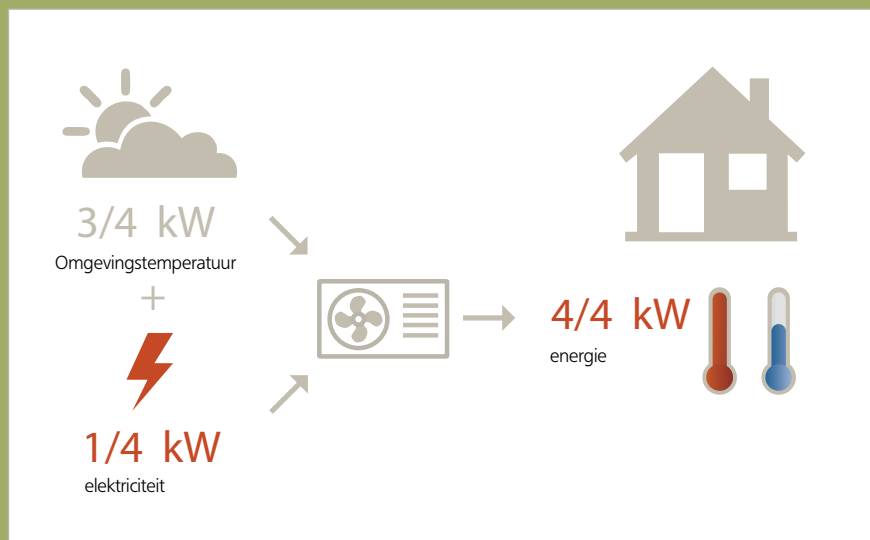 3/4 kW
Omgevingstemperatuur
+
1/4 kW
elektriciteit
4/4 kW
energie